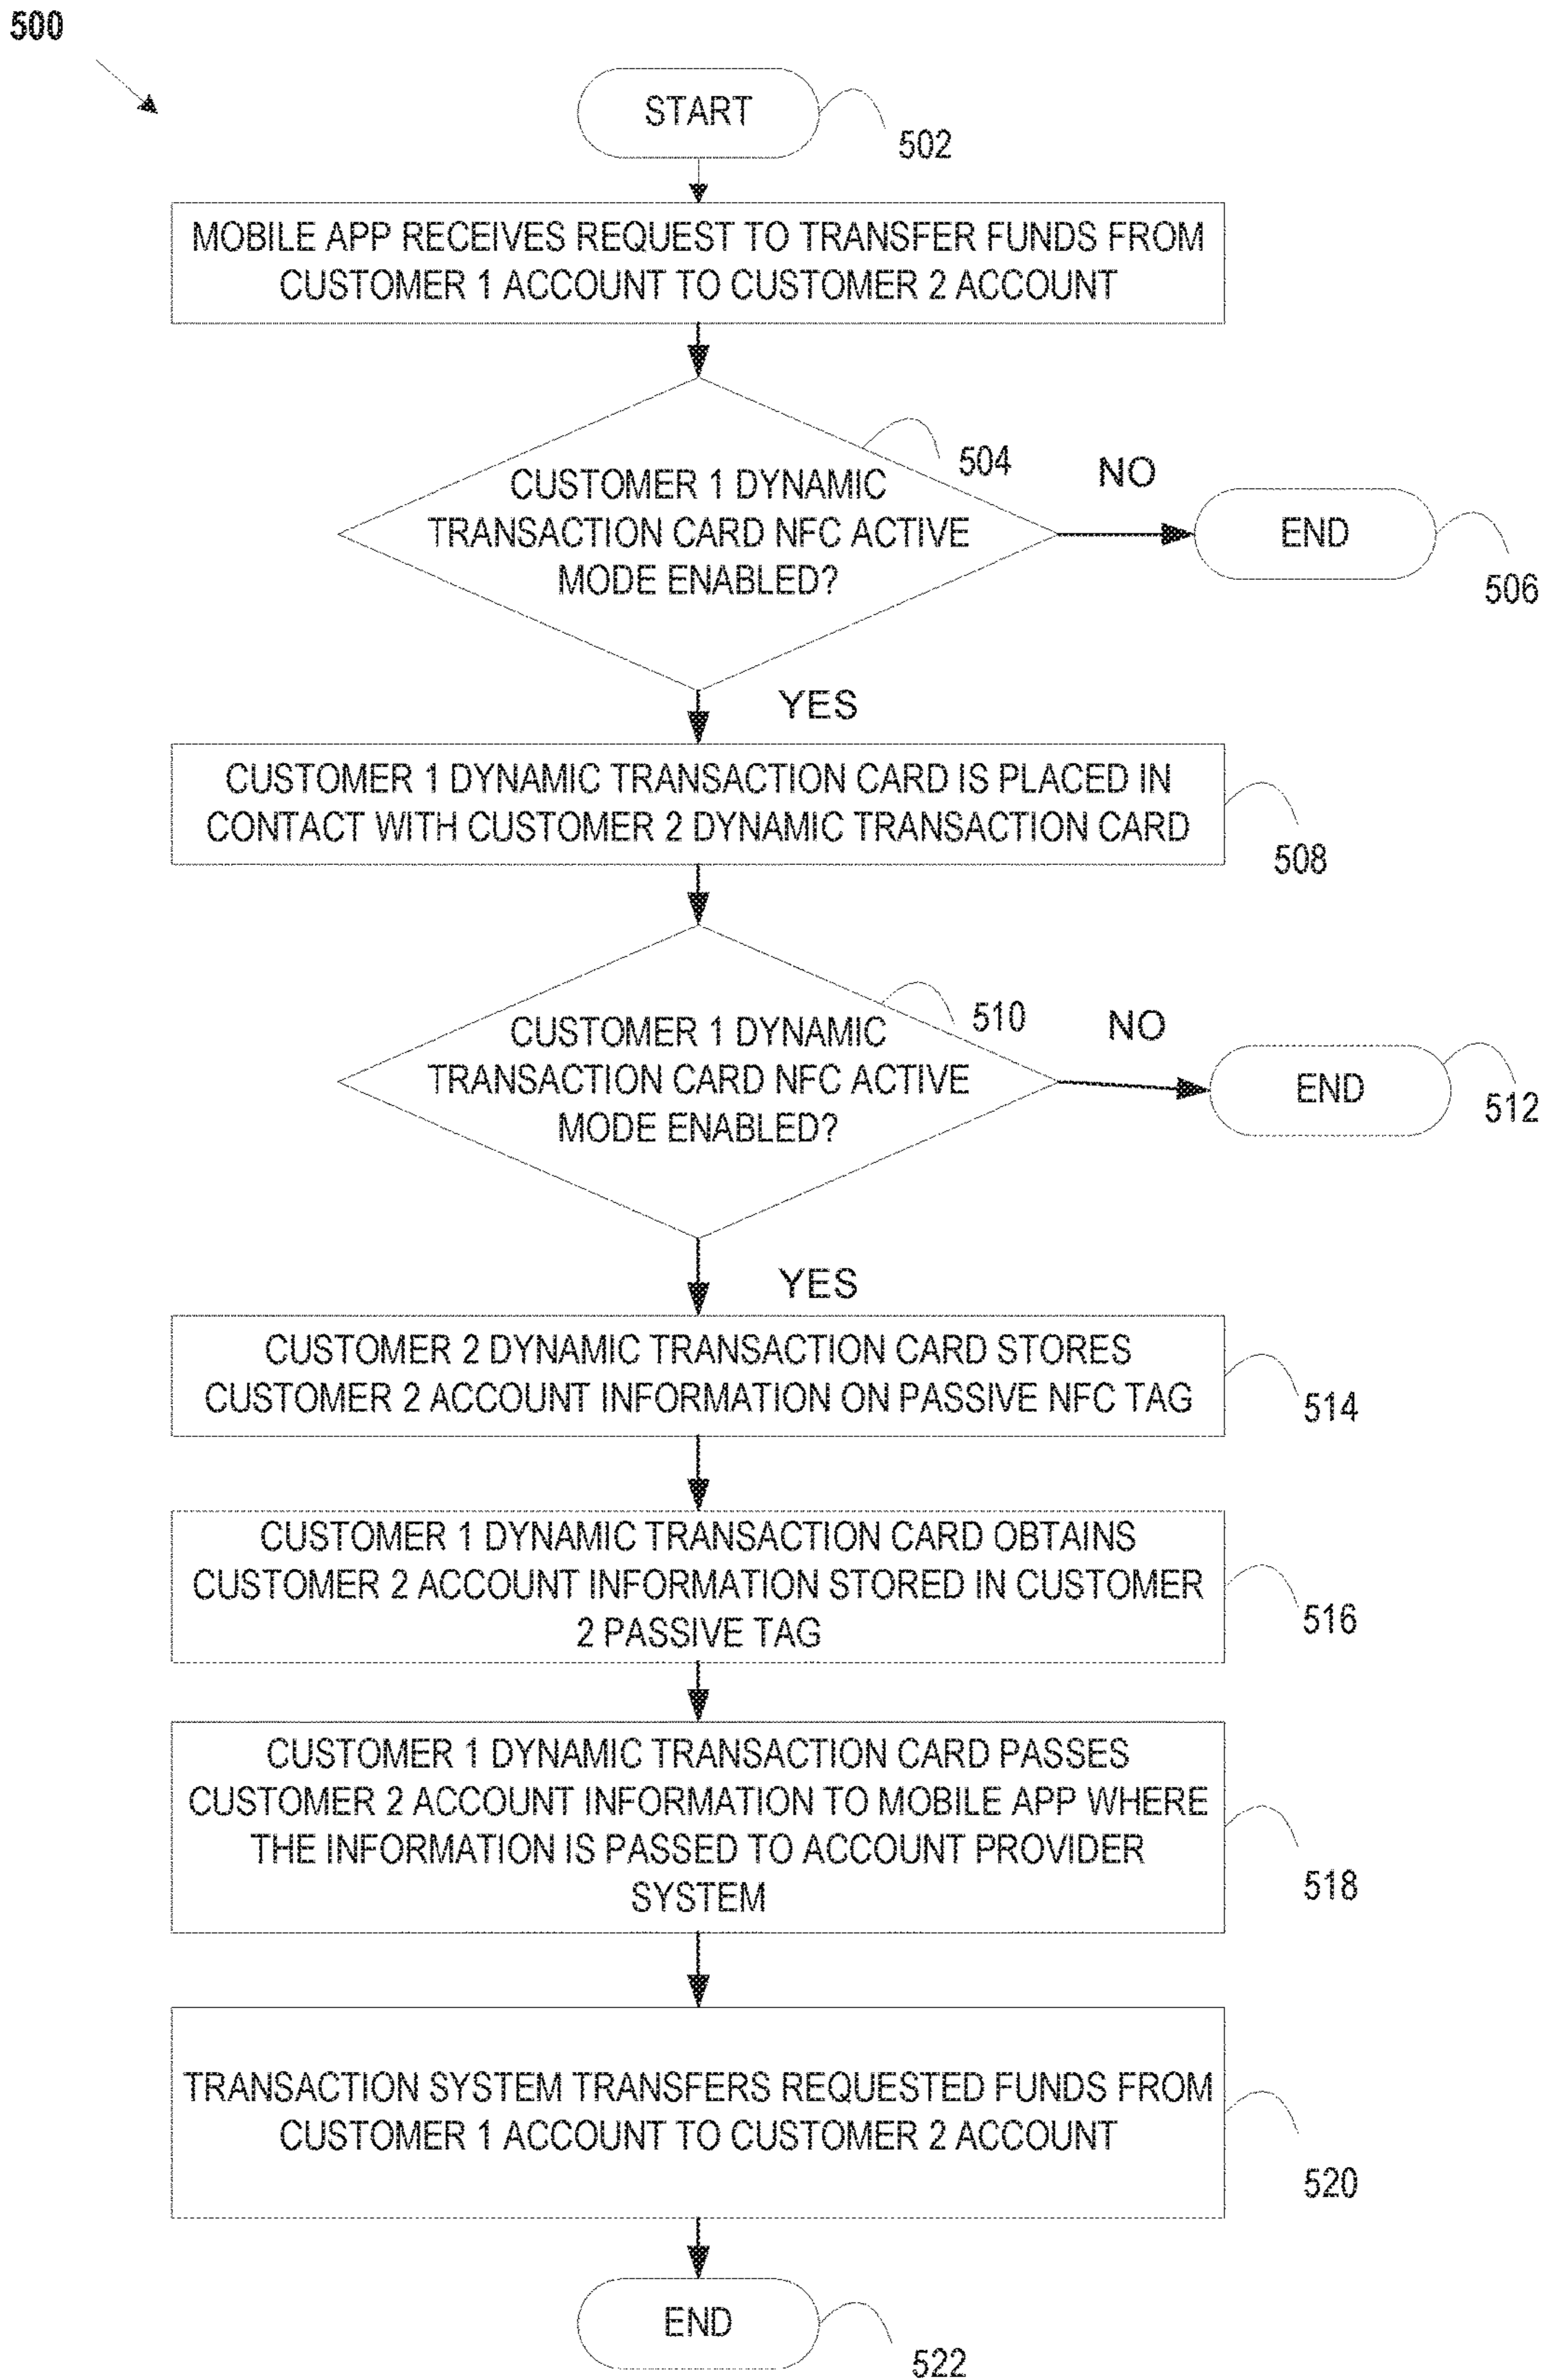 500
START
502
MOBILE APP RECEIVES REQUEST TO TRANSFER FUNDS FROM
CUSTOMER 1 ACCOUNT TO CUSTOMER 2 ACCOUNT
504
NO
CUSTOMER 1 DYNAMIC
TRANSACTION CARD NFC ACTIVE
MODE ENABLED?
END
506
YES
CUSTOMER 1 DYNAMIC TRANSACTION CARD IS PLACED IN
CONTACT WITH CUSTOMER 2 DYNAMIC TRANSACTION CARD
508
510
NO
CUSTOMER 1 DYNAMIC
TRANSACTION CARD NFC ACTIVE
MODE ENABLED?
END
512
YES
CUSTOMER 2 DYNAMIC TRANSACTION CARD STORES
CUSTOMER 2 ACCOUNT INFORMATION ON PASSIVE NFC TAG
514
CUSTOMER 1 DYNAMIC TRANSACTION CARD OBTAINS
CUSTOMER 2 ACCOUNT INFORMATION STORED IN CUSTOMER
2 PASSIVE TAG
516
CUSTOMER 1 DYNAMIC TRANSACTION CARD PASSES
CUSTOMER 2 ACCOUNT INFORMATION TO MOBILE APP WHERE
THE INFORMATION IS PASSED TO ACCOUNT PROVIDER
SYSTEM
518
TRANSACTION SYSTEM TRANSFERS REQUESTED FUNDS FROM
CUSTOMER 1 ACCOUNT TO CUSTOMER 2 ACCOUNT
520
END
522